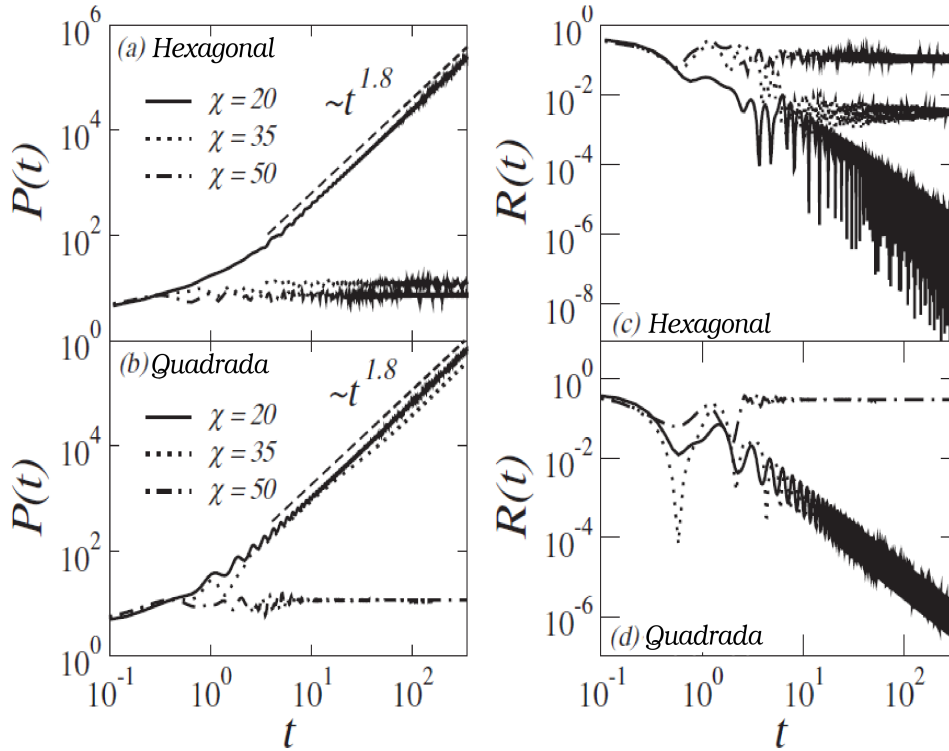 (a) Hexagonal
χ = 20
χ = 35
χ = 50
~t^1.8
P(t)
10^6
10^4
10^2
10^0
(b) Quadrada
χ = 20
χ = 35
χ = 50
~t^1.8
P(t)
10^4
10^2
10^0
10^-1
10^0
10^1
10^2
t
R(t)
10^0
10^-2
10^-4
10^-6
10^-8
(c) Hexagonal
R(t)
10^0
10^-2
10^-4
10^-6
(d) Quadrada
10^-1
10^0
10^1
10^2
t